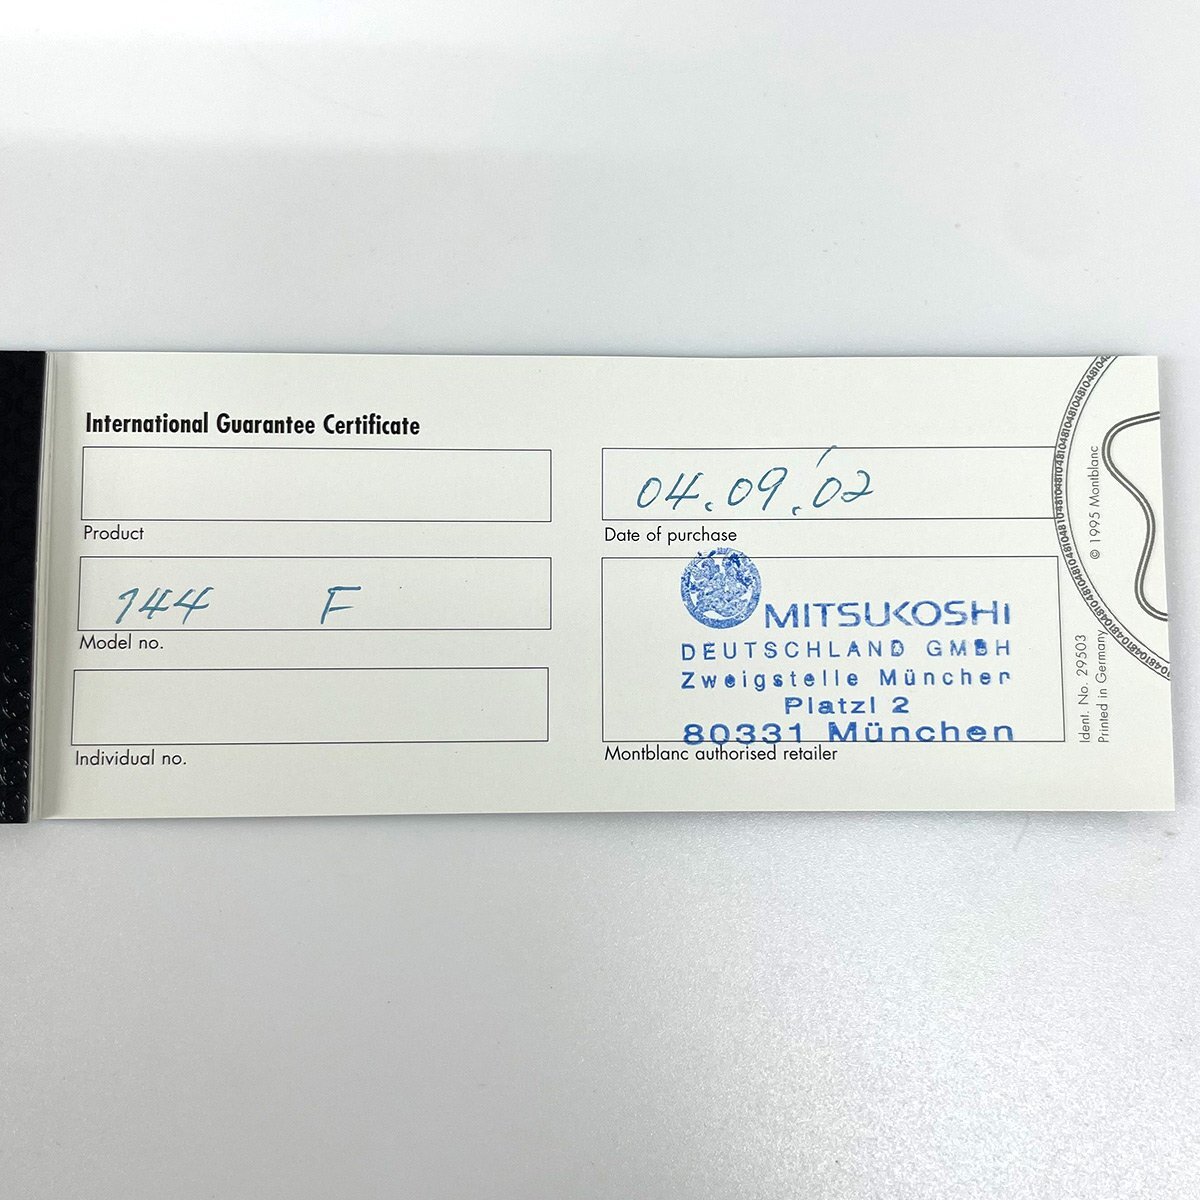 International Guarantee Certificate
Product
144 F
Model no.
Individual no.
04.09.'02
Date of purchase
MITSUKOSHI
DEUTSCHLAND GMBH
Zweigstelle München
Platzl 2
80331 München
Montblanc authorised retailer
Ident. No. 29503
Printed in Germany
© 1995 Montblanc